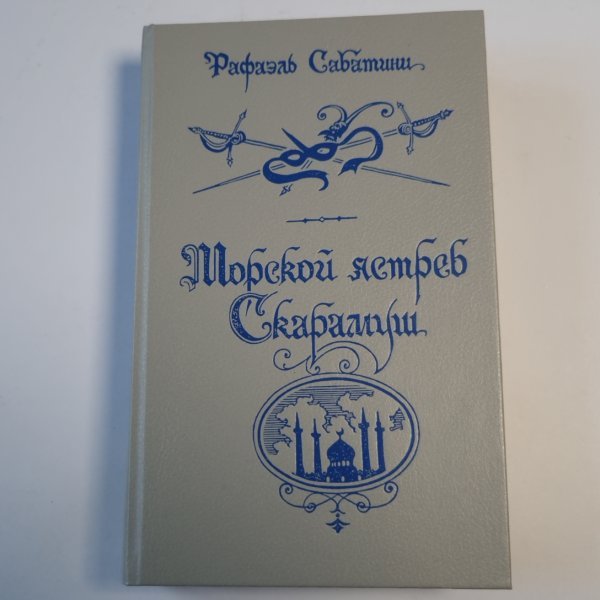 Рафаэль Сабатини
Морской ястреб
Скарамуш